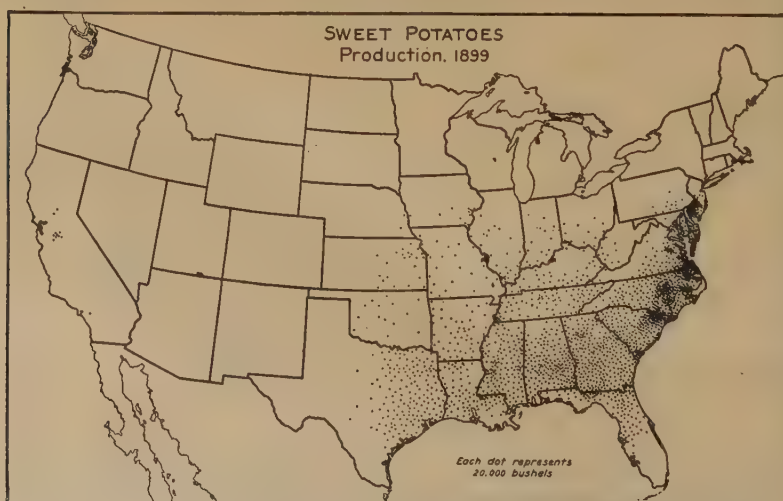 SWEET POTATOES
Production, 1899
Each dot represents
20,000 bushels